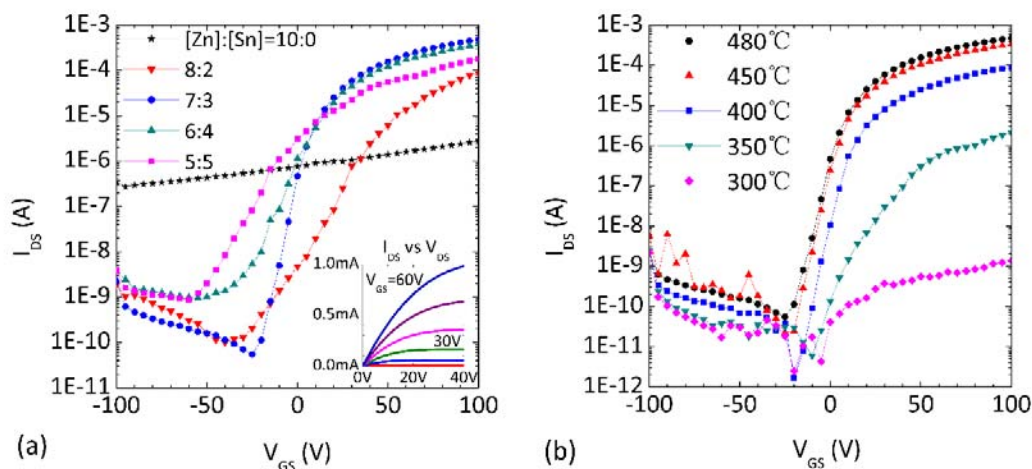 1E-3
1E-4
1E-5
1E-6
1E-7
1E-8
1E-9
1E-10
1E-11
I_DS (A)
[Zn]:[Sn]=10:0
8:2
7:3
6:4
5:5
I_DS vs V_DS
1.0mA
V_GS=60V
0.5mA
30V
0.0mA
0V 20V 40V
-100 -50 0 50 100
(a)
V_GS (V)
1E-3
1E-4
1E-5
1E-6
1E-7
1E-8
1E-9
1E-10
1E-11
1E-12
I_DS (A)
480℃
450℃
400℃
350℃
300℃
-100 -50 0 50 100
(b)
V_GS (V)